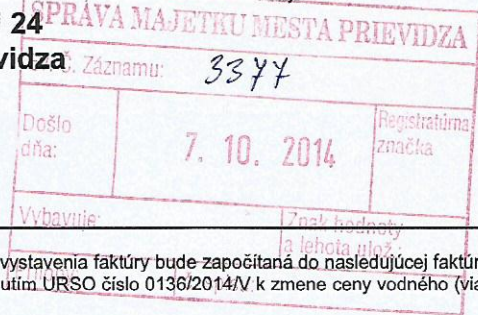 24
SPRÁVA MAJETKU MESTA PRIEVIDZA
vidza
Č. Záznamu: 3377
Došlo
dňa:
7. 10. 2014
Registratúrna
značka
Vybavuje:
Znak hodnoty
a lehota ulož.:
vystavenia faktúry bude započítaná do nasledujúcej faktúr
utím URSO číslo 0136/2014/V k zmene ceny vodného (via